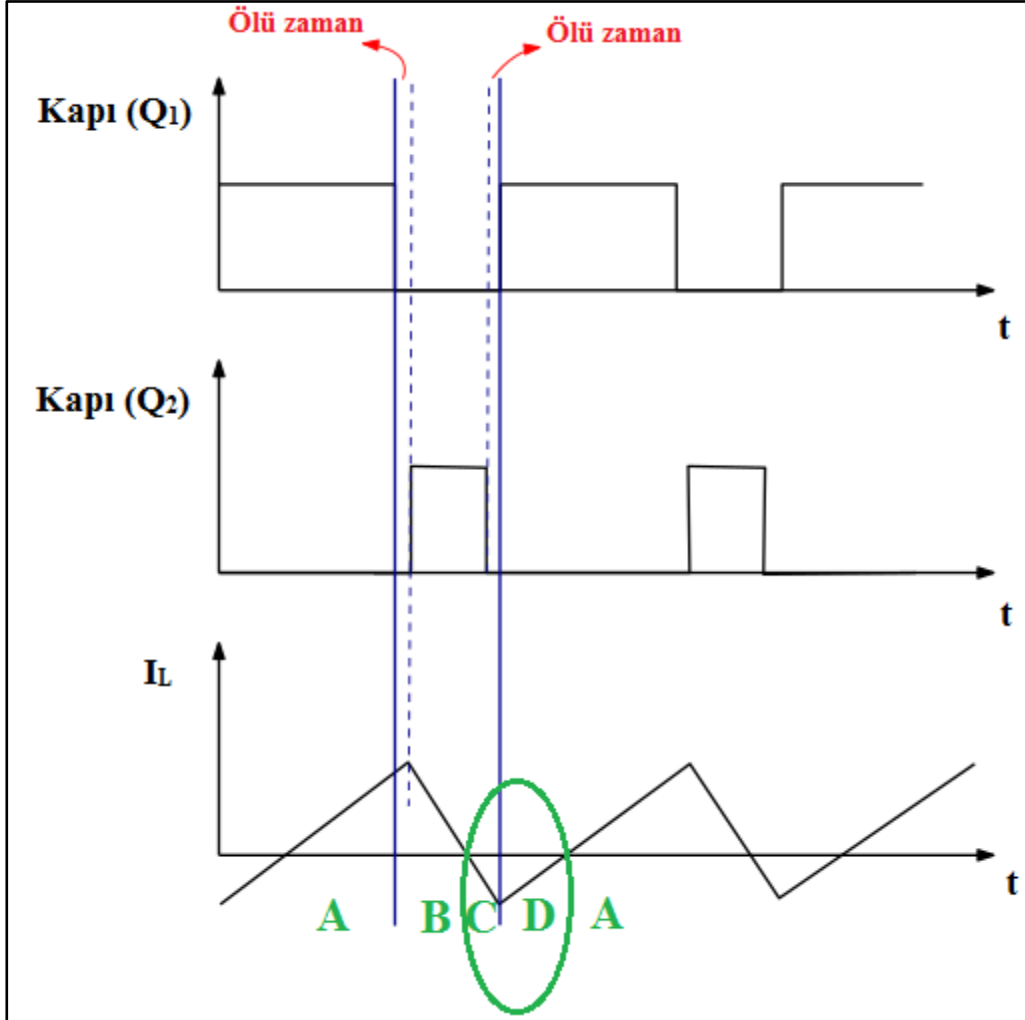 Ölü zaman
Ölü zaman
Kapı (Q1)
t
Kapı (Q2)
t
IL
t
A B C D A